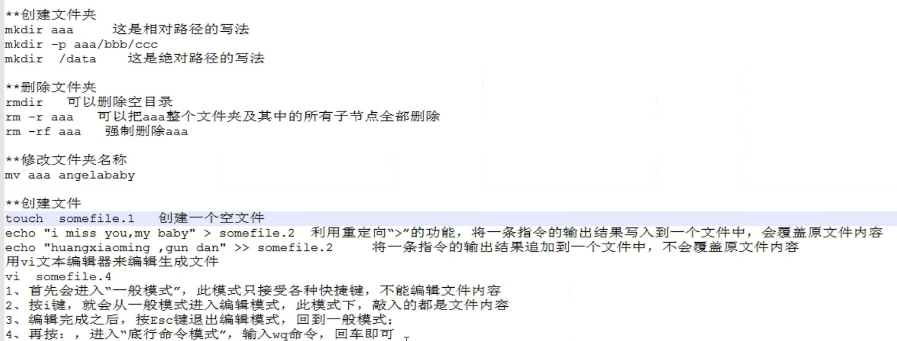 **创建文件夹
mkdir aaa     这是相对路径的写法
mkdir -p aaa/bbb/ccc
mkdir  /data    这是绝对路径的写法
**删除文件夹
rmdir   可以删除空目录
rm -r aaa   可以把aaa整个文件夹及其中的所有子节点全部删除
rm -rf aaa   强制删除aaa
**修改文件夹名称
mv aaa angelababy
**创建文件
touch  somefile.1   创建一个空文件
echo "i miss you,my baby" > somefile.2  利用重定向“>”的功能，将一条指令的输出结果写入到一个文件中，会覆盖原文件内容
echo "huangxiaoming ,gun dan" >> somefile.2     将一条指令的输出结果追加到一个文件中，不会覆盖原文件内容
用vi文本编辑器来编辑生成文件
vi  somefile.4
1、首先会进入“一般模式”，此模式只接受各种快捷键，不能编辑文件内容
2、按i键，就会从一般模式进入编辑模式，此模式下，敲入的都是文件内容
3、编辑完成之后，按Esc键退出编辑模式，回到一般模式；
4、再按：，进入“底行命令模式”，输入wq命令，回车即可